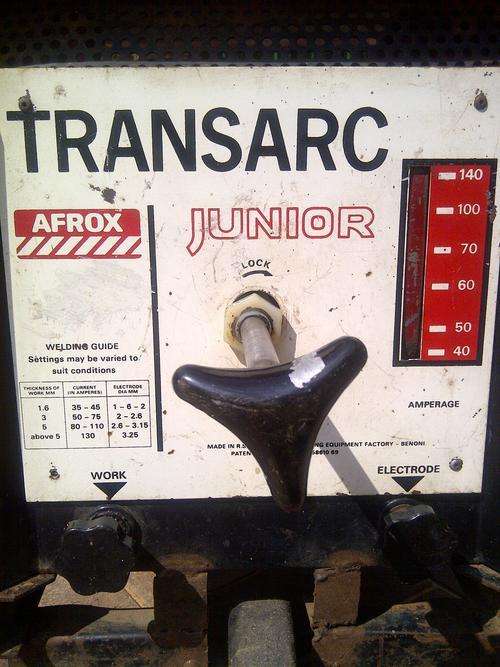 TRANSARC
AFROX
JUNIOR
LOCK
140
100
70
60
50
40
AMPERAGE
WELDING GUIDE
Settings may be varied to
suit conditions
THICKNESS OF WORK MM CURRENT (IN AMPERES) ELECTRODE DIA MM
1.6 35 - 45 1 - 6 - 2
3 50 - 75 2 - 2.6
5 80 - 110 2.6 - 3.15
above 5 130 3.25
MADE IN R.S EQUIPMENT FACTORY - BENONI
WORK
ELECTRODE